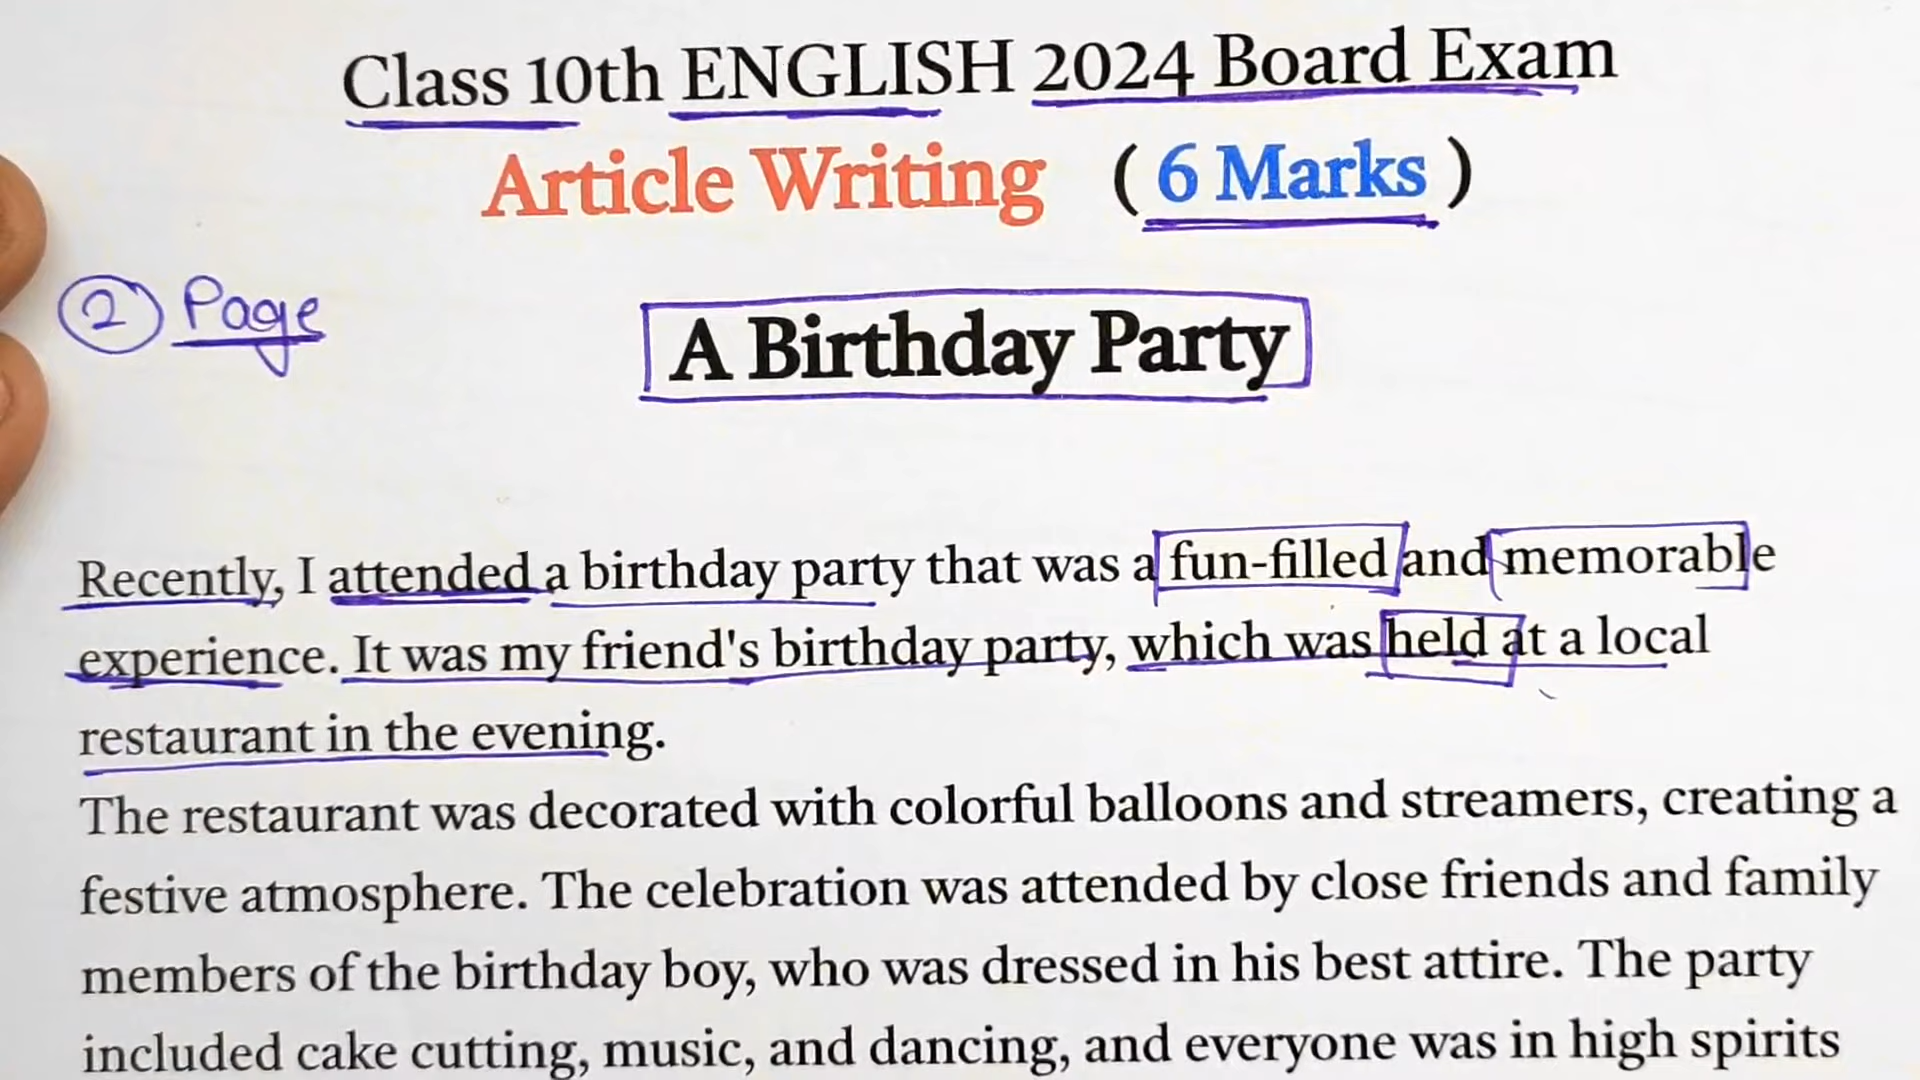 Class 10th ENGLISH 2024 Board Exam
Article Writing ( 6 Marks )
2 Page
A Birthday Party
Recently, I attended a birthday party that was a fun-filled and memorable
experience. It was my friend's birthday party, which was held at a local
restaurant in the evening.
The restaurant was decorated with colorful balloons and streamers, creating a
festive atmosphere. The celebration was attended by close friends and family
members of the birthday boy, who was dressed in his best attire. The party
included cake cutting, music, and dancing, and everyone was in high spirits